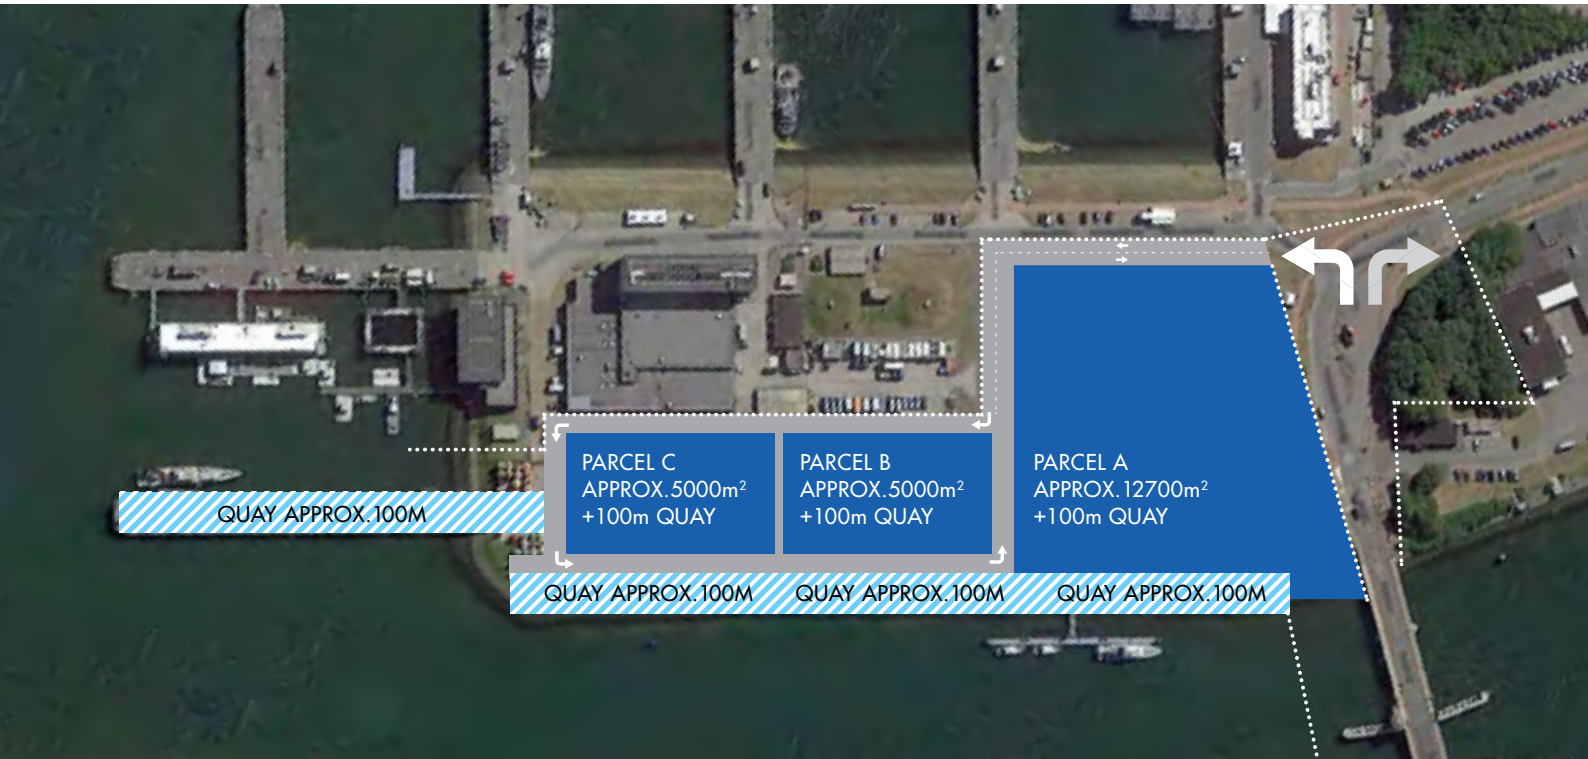 PARCEL C
APPROX.5000m²
+100m QUAY
PARCEL B
APPROX.5000m²
+100m QUAY
PARCEL A
APPROX.12700m²
+100m QUAY
QUAY APPROX.100M
QUAY APPROX.100M
QUAY APPROX.100M
QUAY APPROX.100M